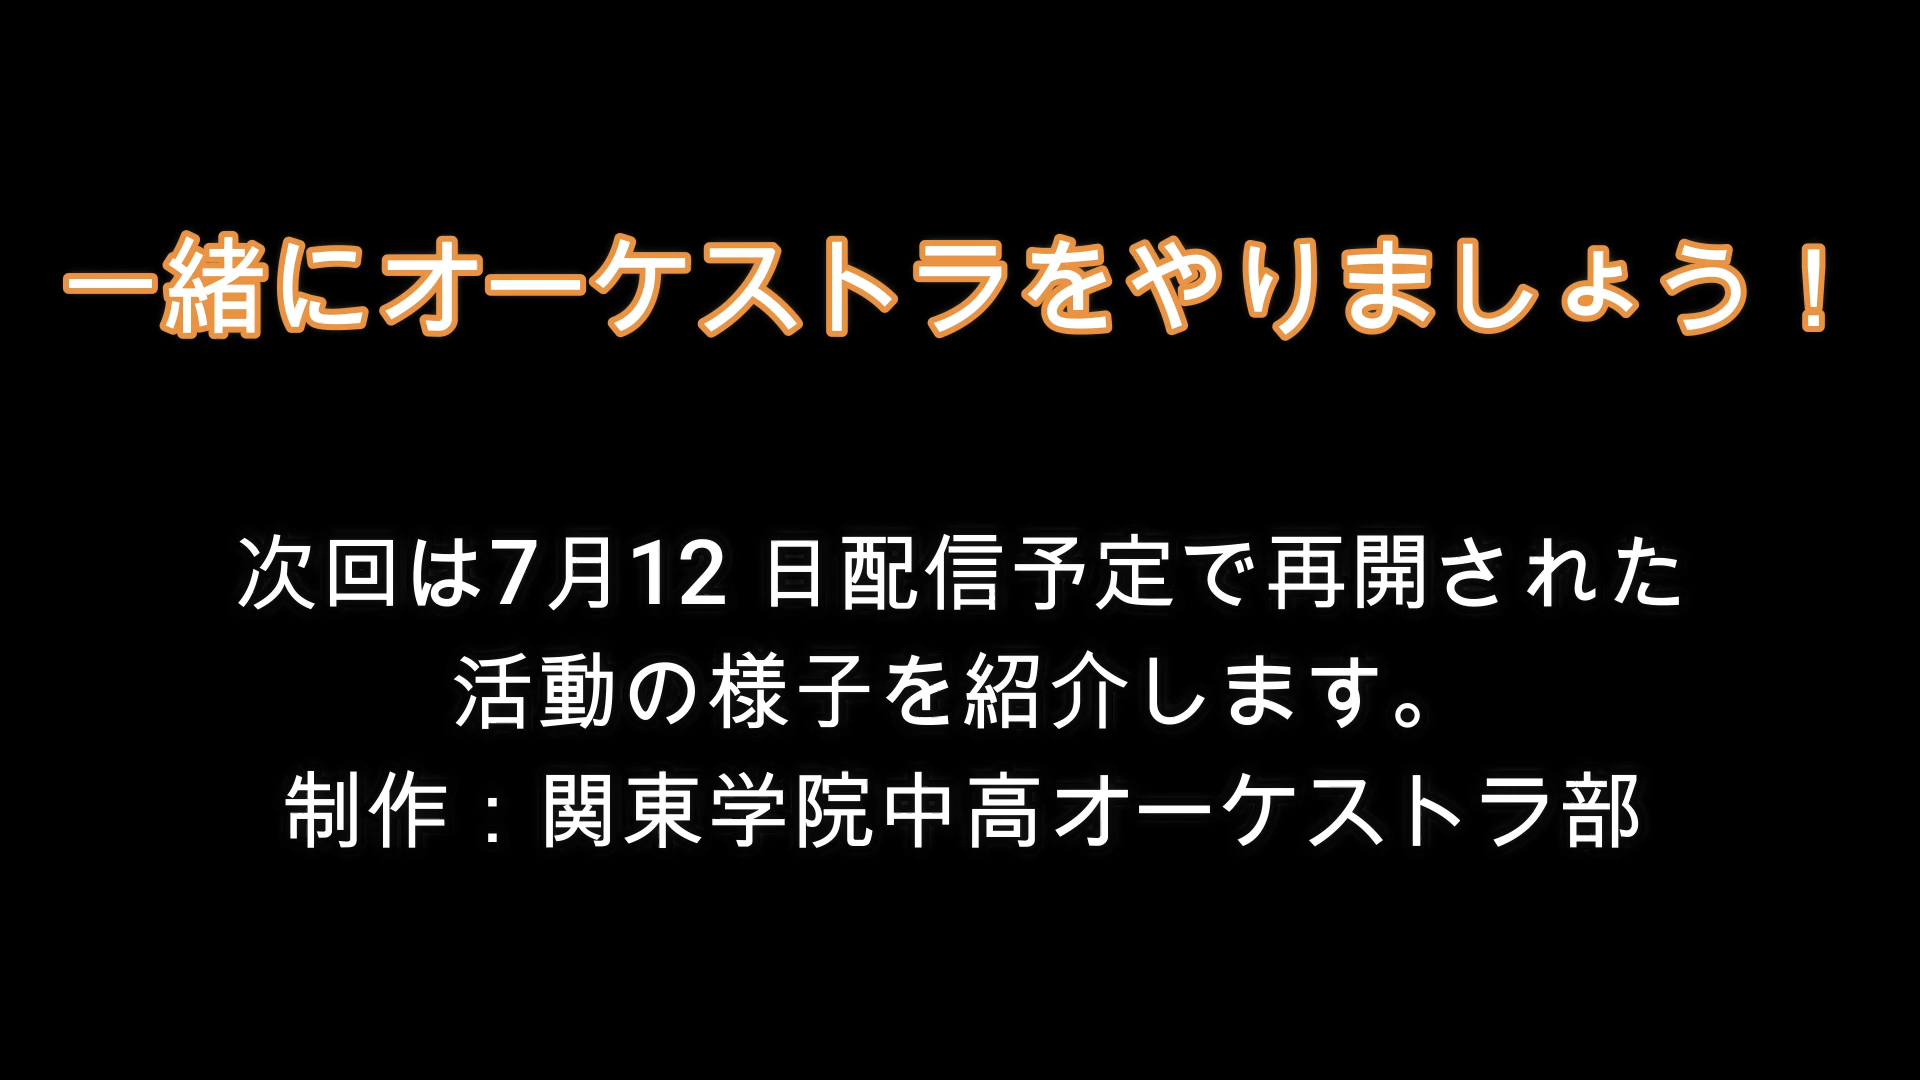 一緒にオーケストラをやりましょう！
次回は7月12 日配信予定で再開された
活動の様子を紹介します。
制作：関東学院中高オーケストラ部